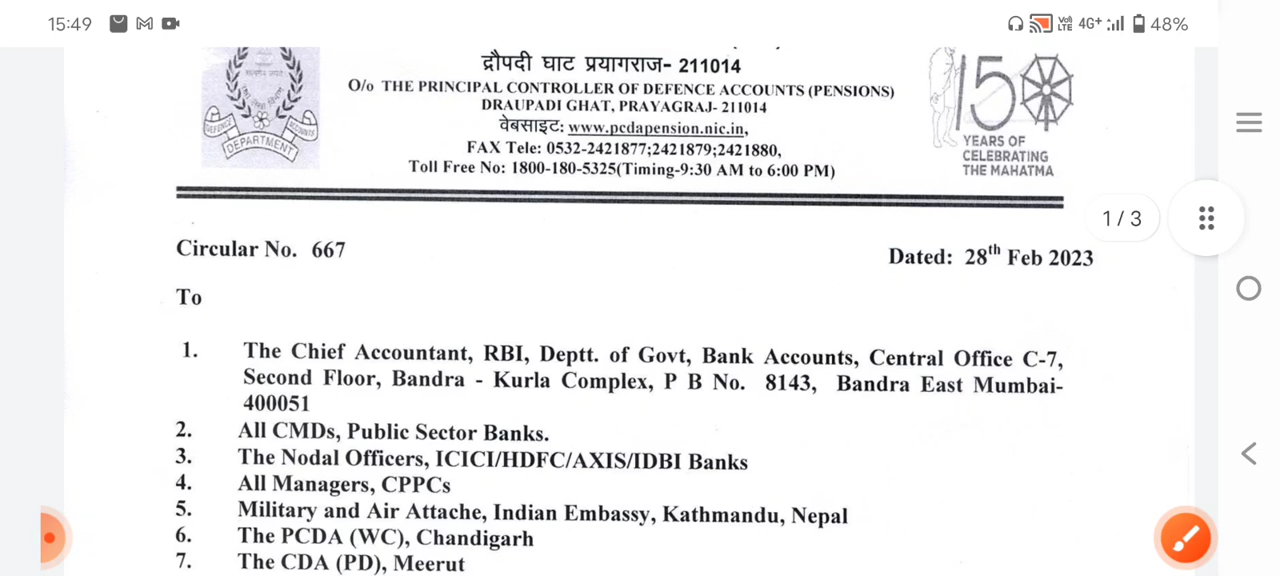 15:49
VoD LTE 4G+ 48%
द्रौपदी घाट प्रयागराज- 211014
O/o THE PRINCIPAL CONTROLLER OF DEFENCE ACCOUNTS (PENSIONS)
DRAUPADI GHAT, PRAYAGRAJ- 211014
वेबसाइट: www.pcdapension.nic.in,
FAX Tele: 0532-2421877;2421879;2421880,
Toll Free No: 1800-180-5325(Timing-9:30 AM to 6:00 PM)
DEFENCE ACCOUNTS
DEPARTMENT
150
YEARS OF
CELEBRATING
THE MAHATMA
1 / 3
Circular No. 667
Dated: 28th Feb 2023
To
1. The Chief Accountant, RBI, Deptt. of Govt, Bank Accounts, Central Office C-7,
Second Floor, Bandra - Kurla Complex, P B No. 8143, Bandra East Mumbai-
400051
2. All CMDs, Public Sector Banks.
3. The Nodal Officers, ICICI/HDFC/AXIS/IDBI Banks
4. All Managers, CPPCs
5. Military and Air Attache, Indian Embassy, Kathmandu, Nepal
6. The PCDA (WC), Chandigarh
7. The CDA (PD), Meerut